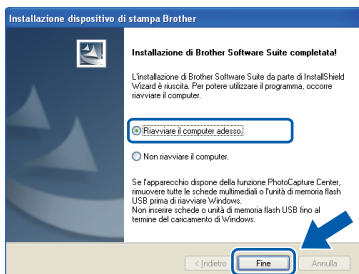 Installazione dispositivo di stampa Brother
Installazione di Brother Software Suite completata!
L'installazione di Brother Software Suite da parte di InstallShield
Wizard è riuscita. Per potere utilizzare il programma, occorre
riavviare il computer.
Riavviare il computer adesso.
Non riavviare il computer.
Se l'apparecchio dispone della funzione PhotoCapture Center,
rimuovere tutte le schede multimediali o l'unità di memoria flash
USB prima di riavviare Windows.
Non inserire schede o unità di memoria flash USB fino al
termine del caricamento di Windows.
< Indietro Fine Annulla